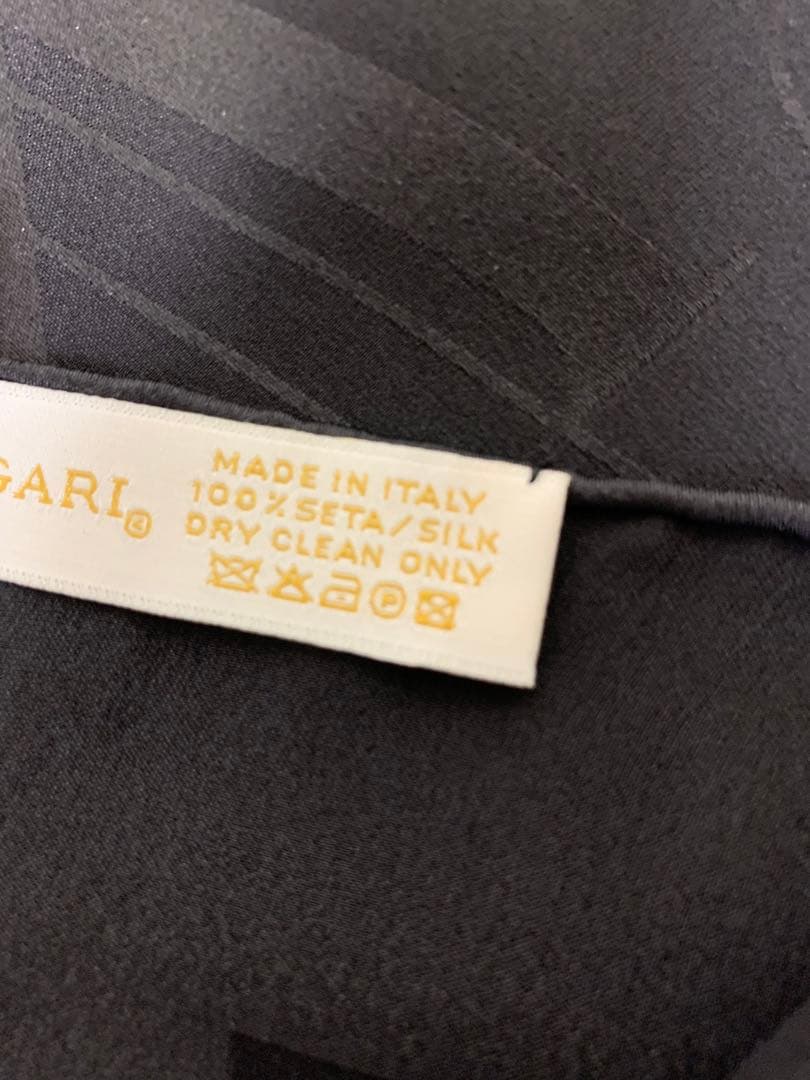 GARI®
MADE IN ITALY
100% SETA/SILK
DRY CLEAN ONLY
P